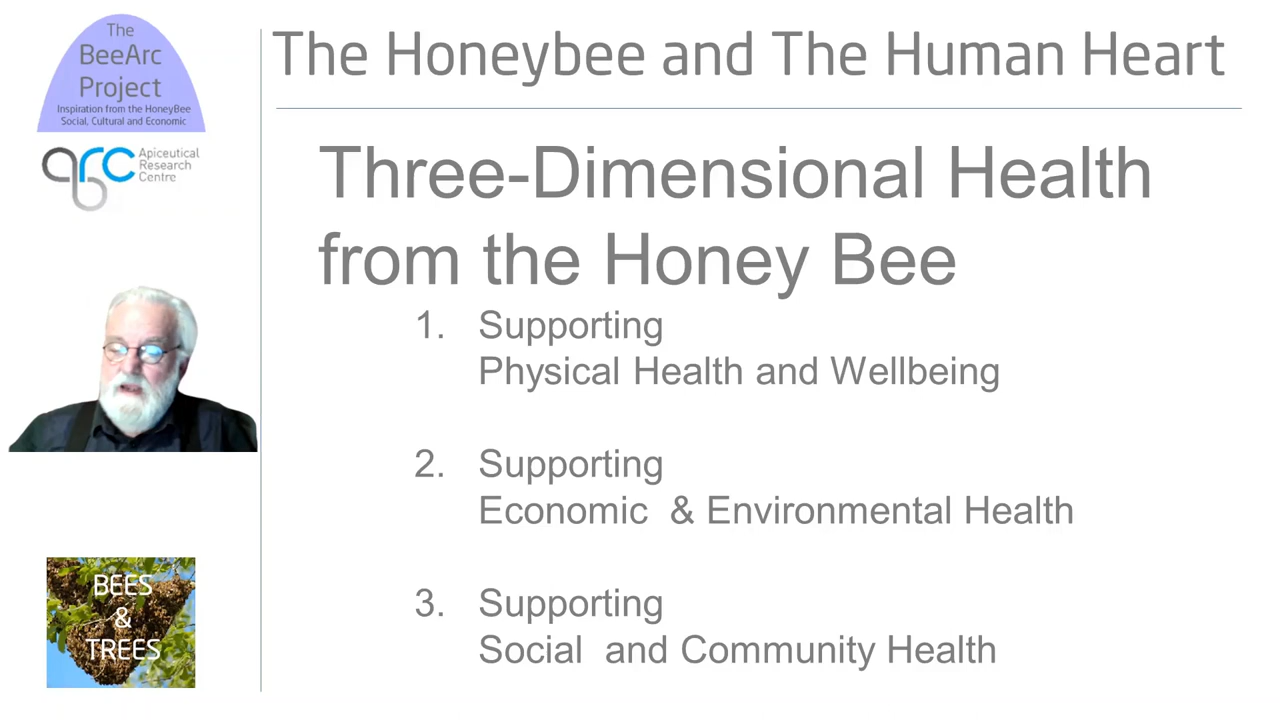 The
BeeArc
Project
Inspiration from the HoneyBee
Social, Cultural and Economic
arc
Apiceutical
Research
Centre
The Honeybee and The Human Heart
Three-Dimensional Health
from the Honey Bee
1. Supporting
Physical Health and Wellbeing
2. Supporting
Economic & Environmental Health
3. Supporting
Social and Community Health
BEES
&
TREES